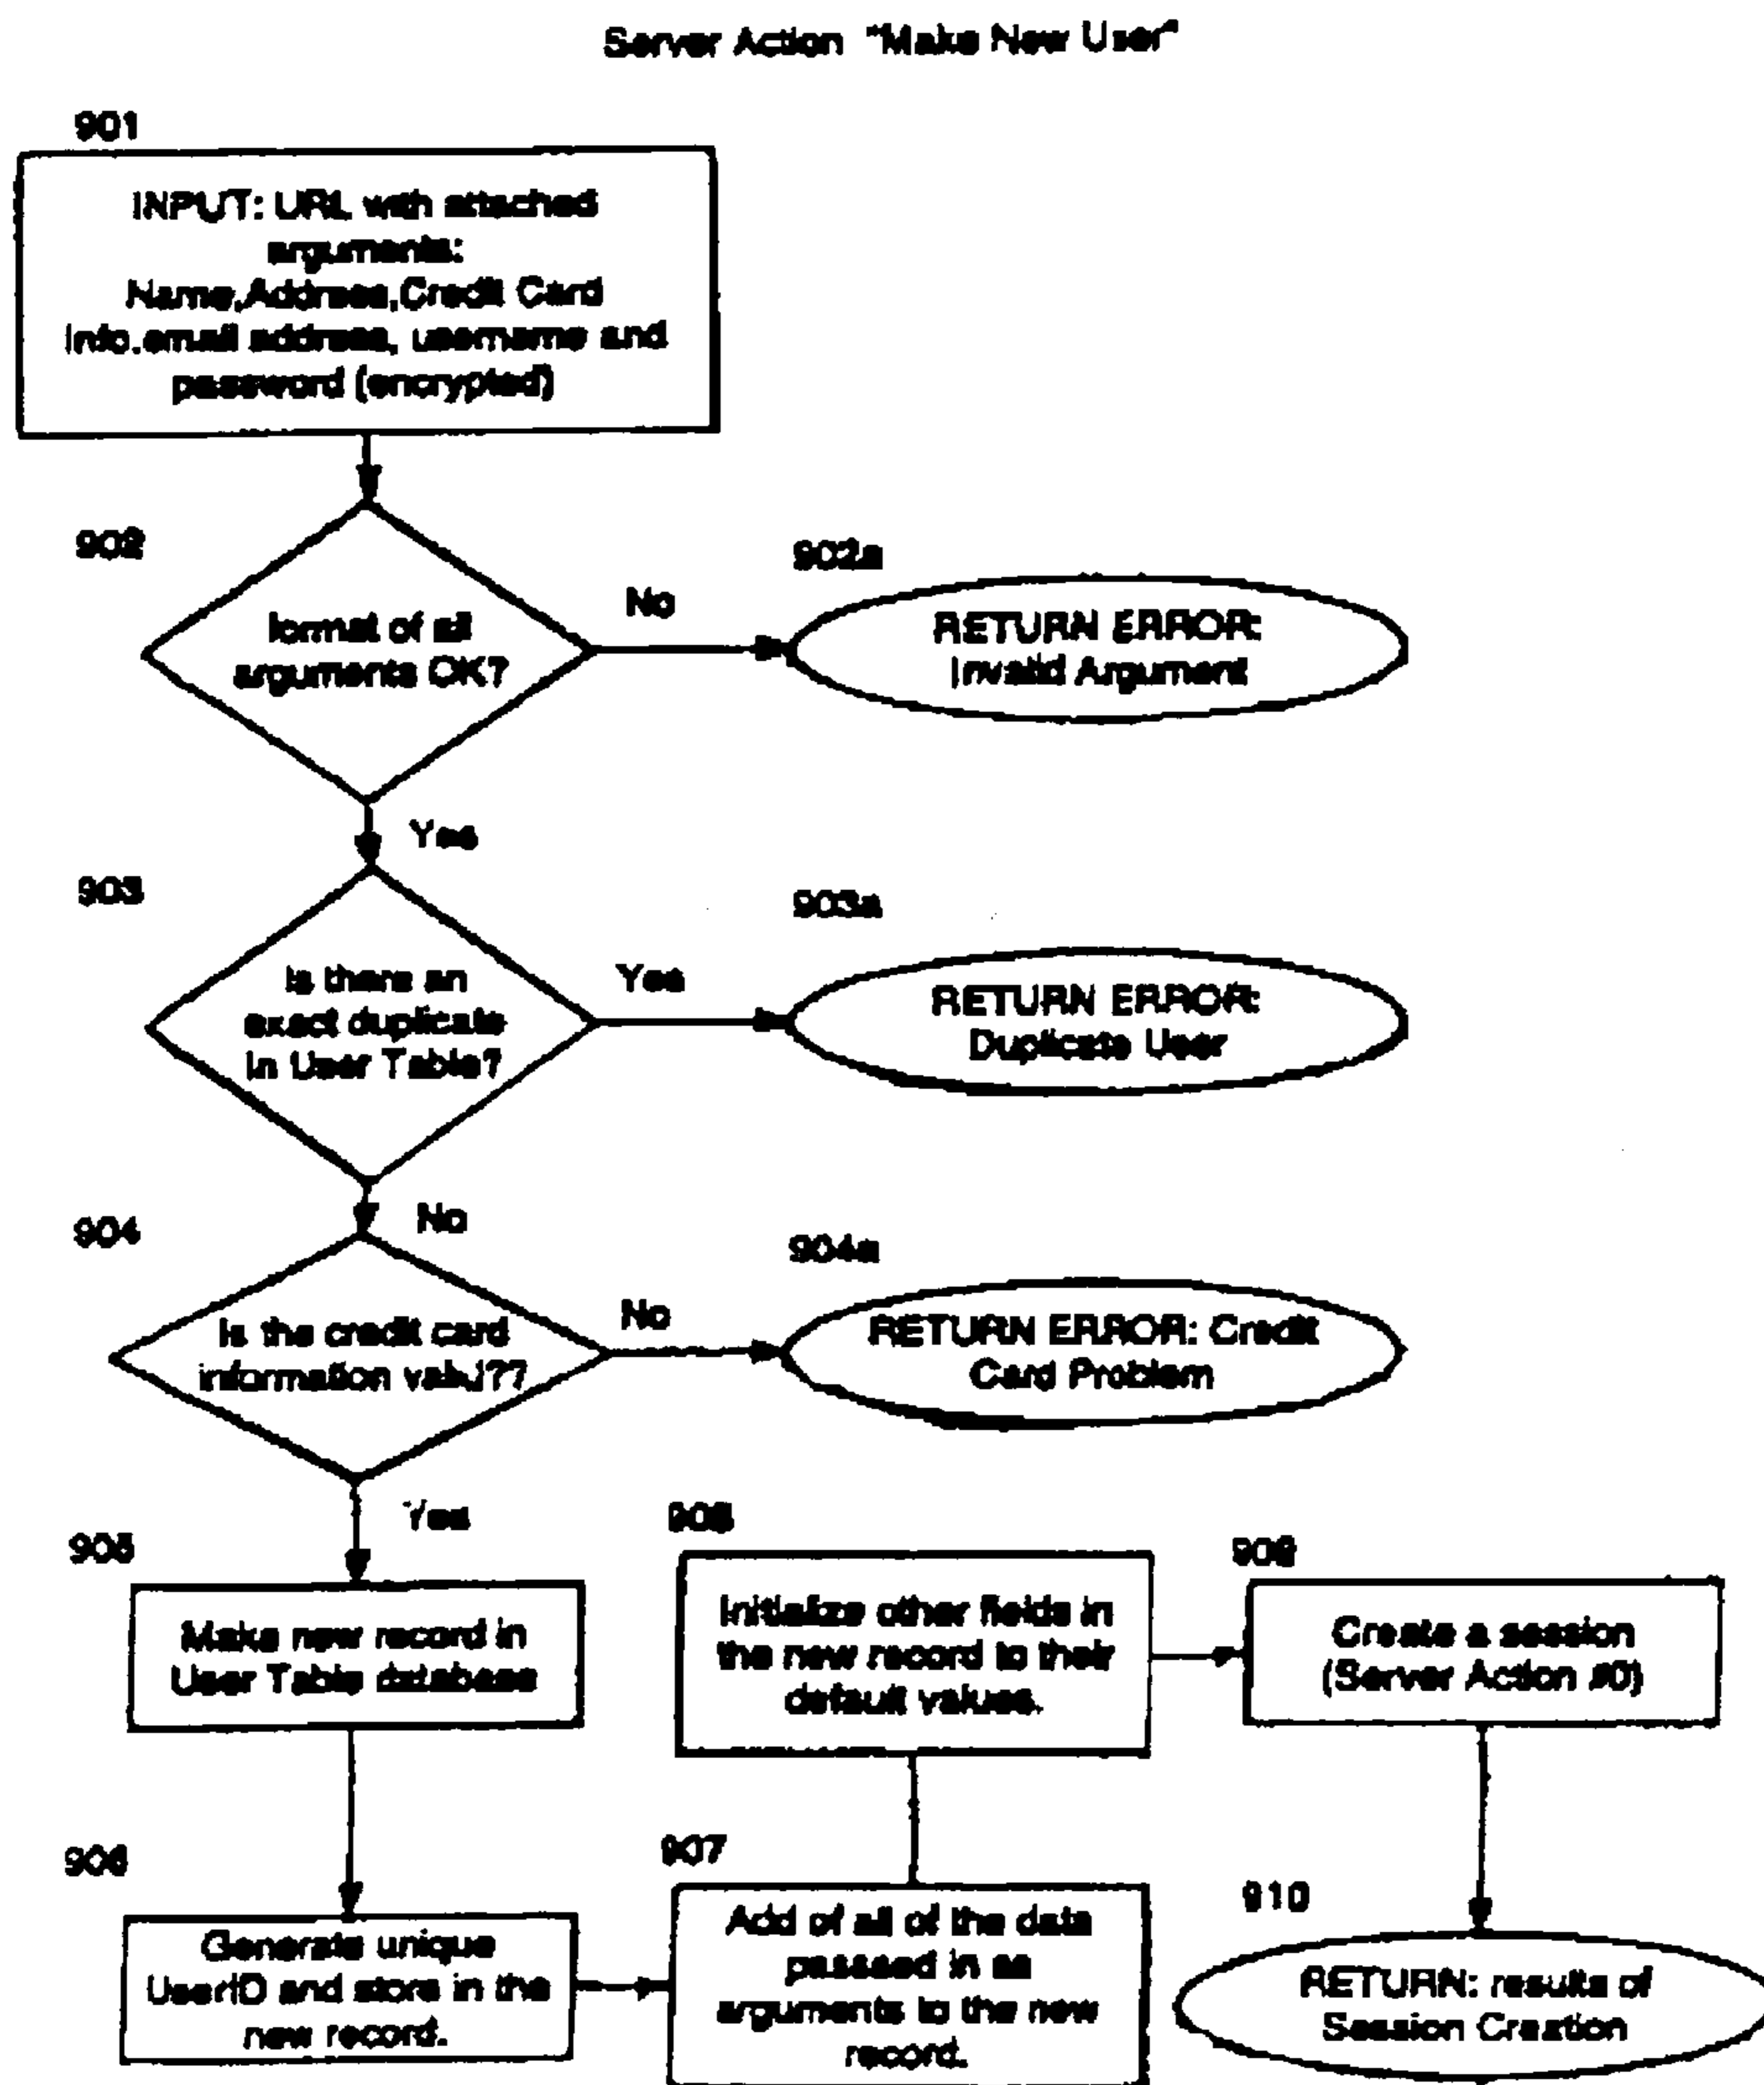 Server Action "Make New User"
901
INPUT: URL with attached
arguments:
Name,Address,Credit Card
Info.email address, username and
password (encrypted)
902
format of all
arguments OK?
No
902a
RETURN ERROR:
Invalid Argument
Yes
903
Is there an
exact duplicate
in User Table?
Yes
903a
RETURN ERROR:
Duplicate User
No
904
Is the credit card
information valid??
No
904a
RETURN ERROR: Credit
Card Problem
Yes
905
Make new record in
User Table database
906
Generate unique
UserID and store in the
new record.
907
Add of all of the data
passed in as
arguments to the new
record.
908
Initialize other fields in
the new record to their
default values.
909
Create a session
(Server Action #0)
910
RETURN: results of
Session Creation